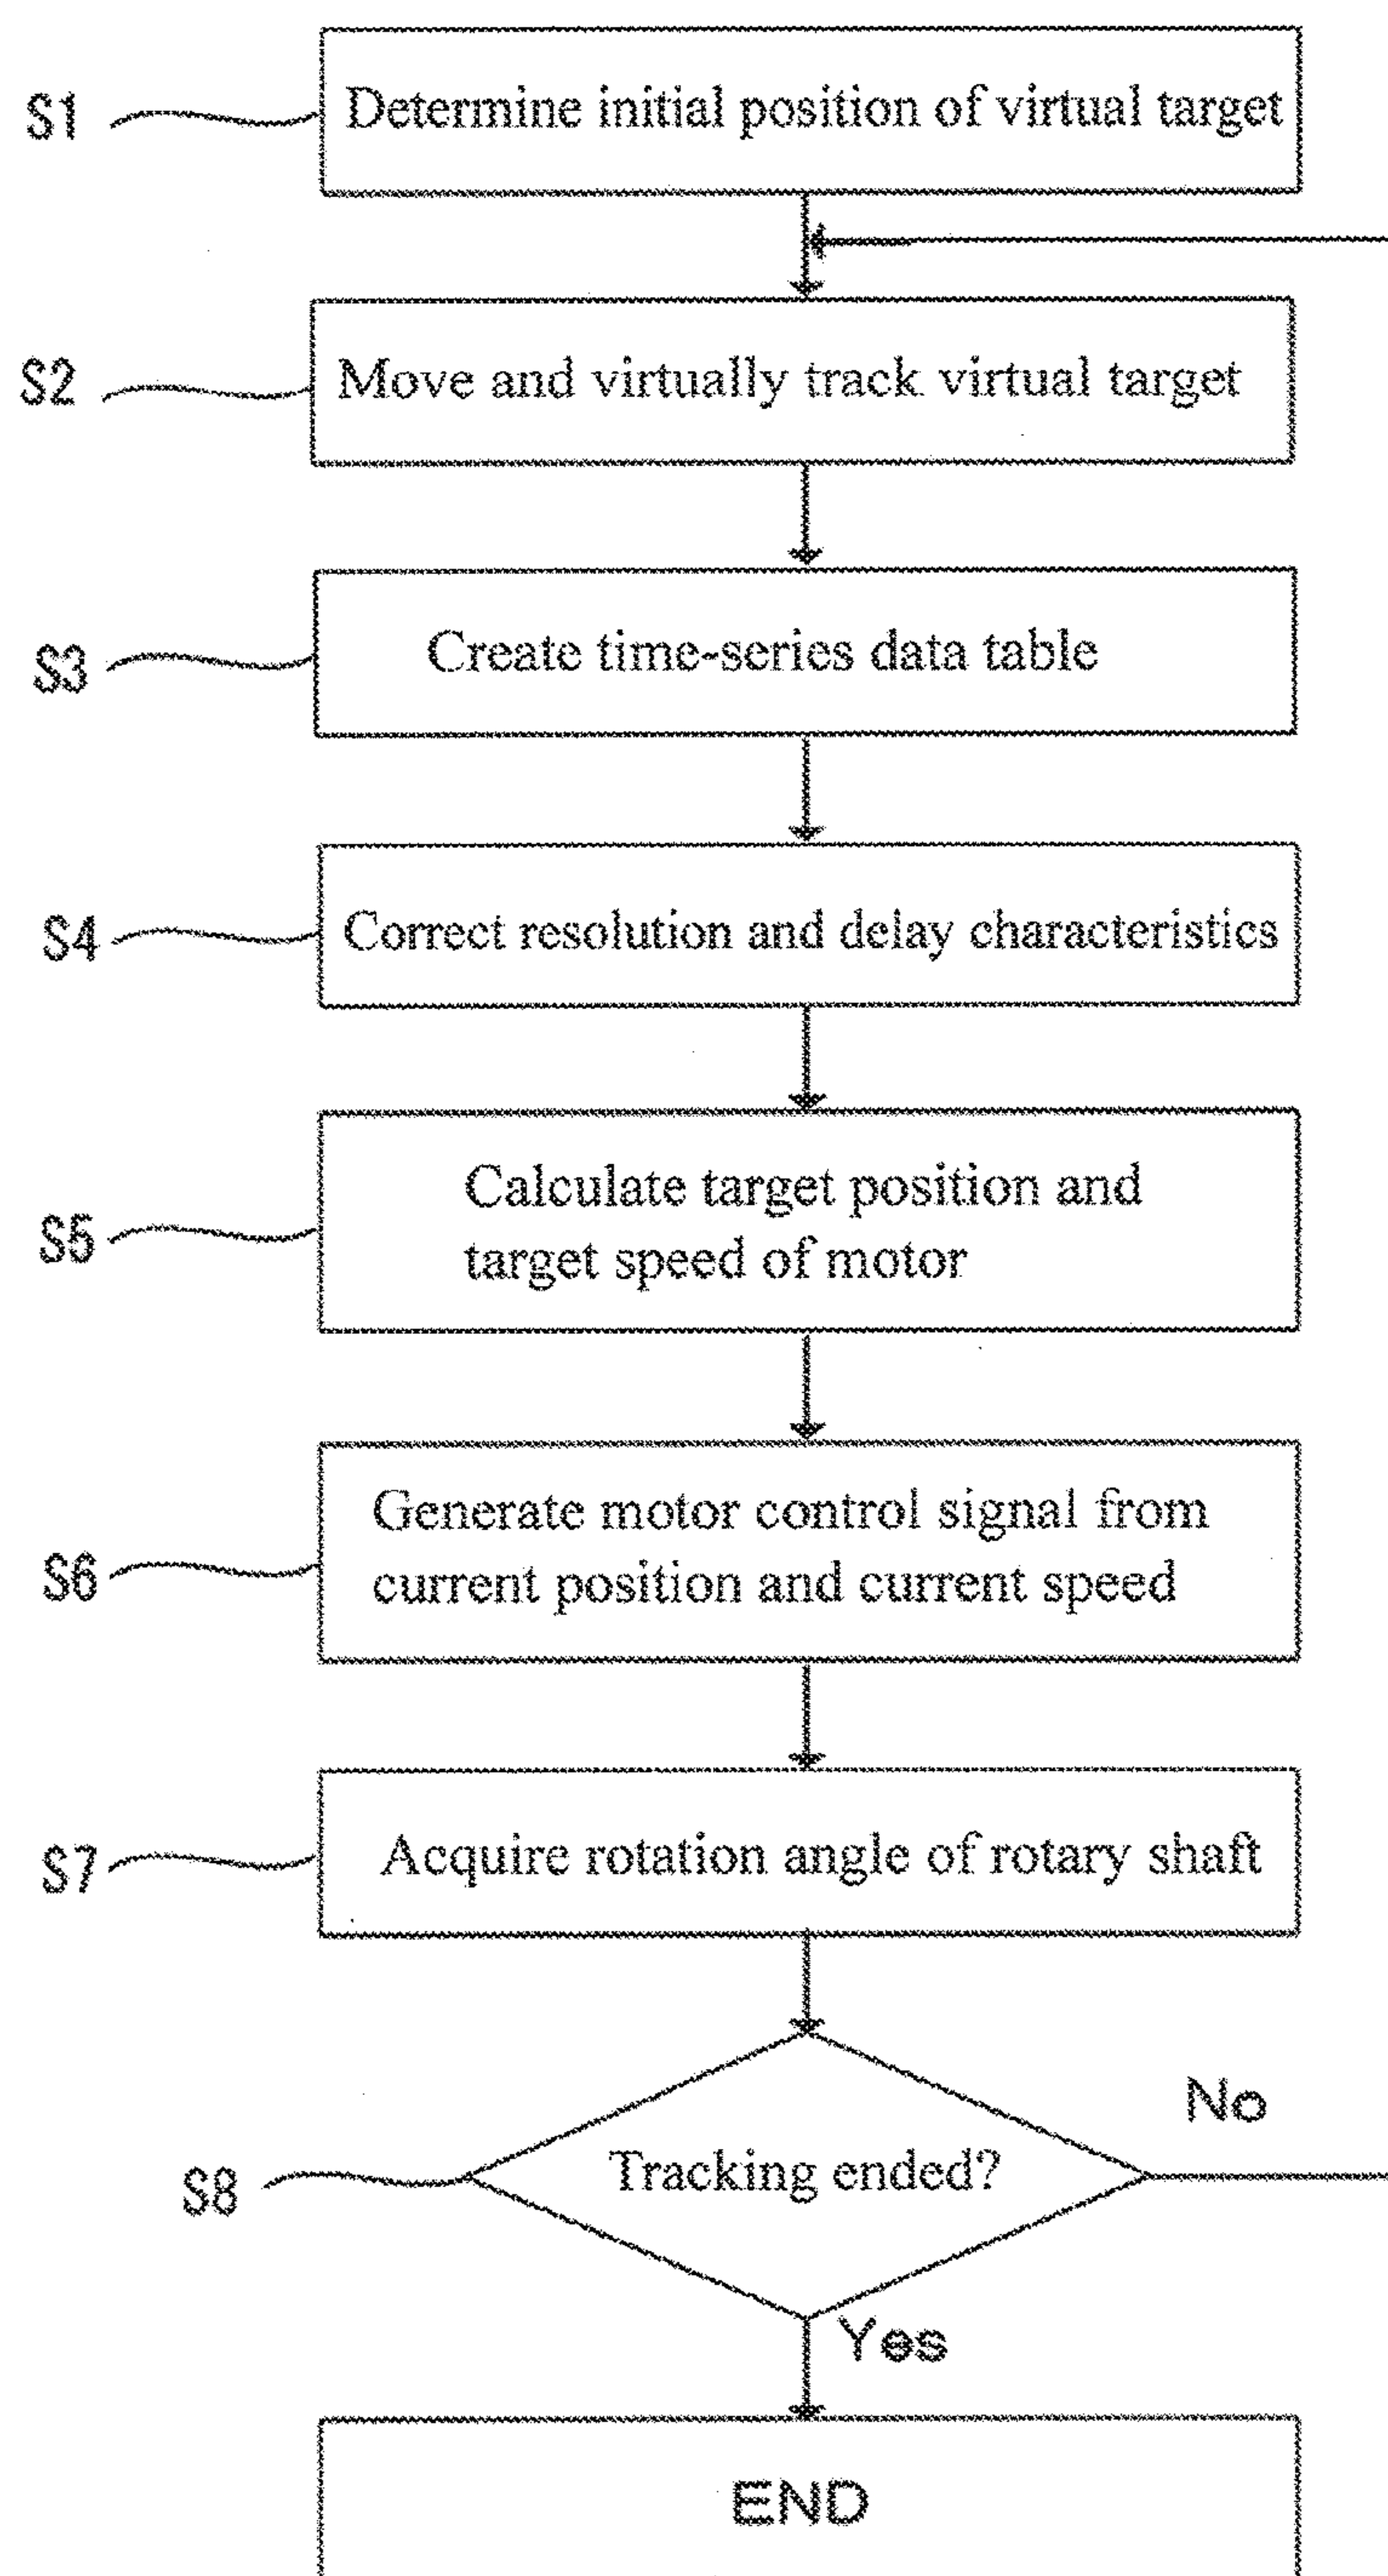 S1
Determine initial position of virtual target
S2
Move and virtually track virtual target
S3
Create time-series data table
S4
Correct resolution and delay characteristics
S5
Calculate target position and
target speed of motor
S6
Generate motor control signal from
current position and current speed
S7
Acquire rotation angle of rotary shaft
S8
Tracking ended?
No
Yes
END